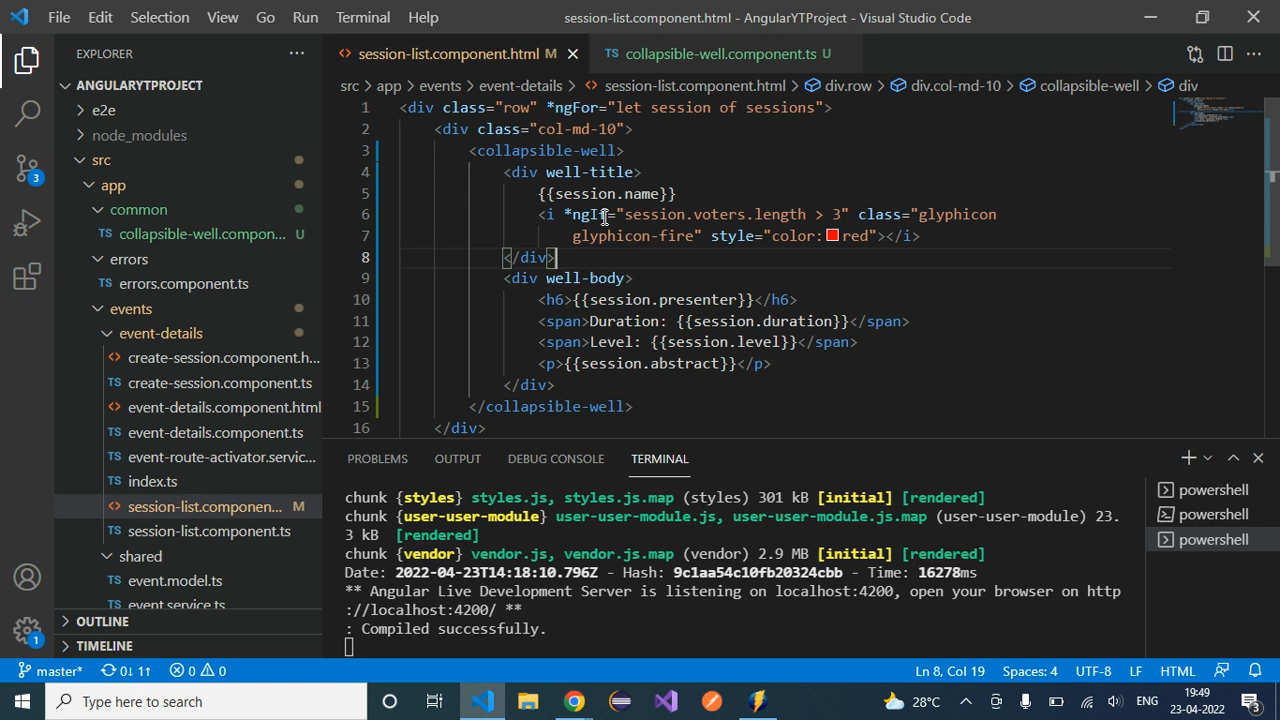 File Edit Selection View Go Run Terminal Help session-list.component.html - AngularYTProject - Visual Studio Code
EXPLORER
ANGULARYTPROJECT
e2e
node_modules
src
app
common
collapsible-well.compone... U
errors
errors.component.ts
events
event-details
create-session.component.h...
create-session.component.ts
event-details.component.html
event-details.component.ts
event-route-activator.servic...
index.ts
session-list.componen... M
session-list.component.ts
shared
event.model.ts
event.service.ts
OUTLINE
TIMELINE
3
1
session-list.component.html M
TS collapsible-well.component.ts U
src > app > events > event-details > session-list.component.html > div.row > div.col-md-10 > collapsible-well > div
1 <div class="row" *ngFor="let session of sessions">
2 <div class="col-md-10">
3 <collapsible-well>
4 <div well-title>
5 {{session.name}}
6 <i *ngIf="session.voters.length > 3" class="glyphicon
7 glyphicon-fire" style="color:red"></i>
8 </div>
9 <div well-body>
10 <h6>{{session.presenter}}</h6>
11 <span>Duration: {{session.duration}}</span>
12 <span>Level: {{session.level}}</span>
13 <p>{{session.abstract}}</p>
14 </div>
15 </collapsible-well>
16 </div>
PROBLEMS OUTPUT DEBUG CONSOLE TERMINAL
chunk {styles} styles.js, styles.js.map (styles) 301 kB [initial] [rendered]
chunk {user-user-module} user-user-module.js, user-user-module.js.map (user-user-module) 23.
3 kB [rendered]
chunk {vendor} vendor.js, vendor.js.map (vendor) 2.9 MB [initial] [rendered]
Date: 2022-04-23T14:18:10.796Z - Hash: 9c1aa54c10fb20324cbb - Time: 16278ms
** Angular Live Development Server is listening on localhost:4200, open your browser on http
://localhost:4200/ **
: Compiled successfully.
powershell
powershell
powershell
master* 0↓ 1↑ 0 0 Ln 8, Col 19 Spaces: 4 UTF-8 LF HTML
Type here to search
28°C ENG
19:49
23-04-2022
3